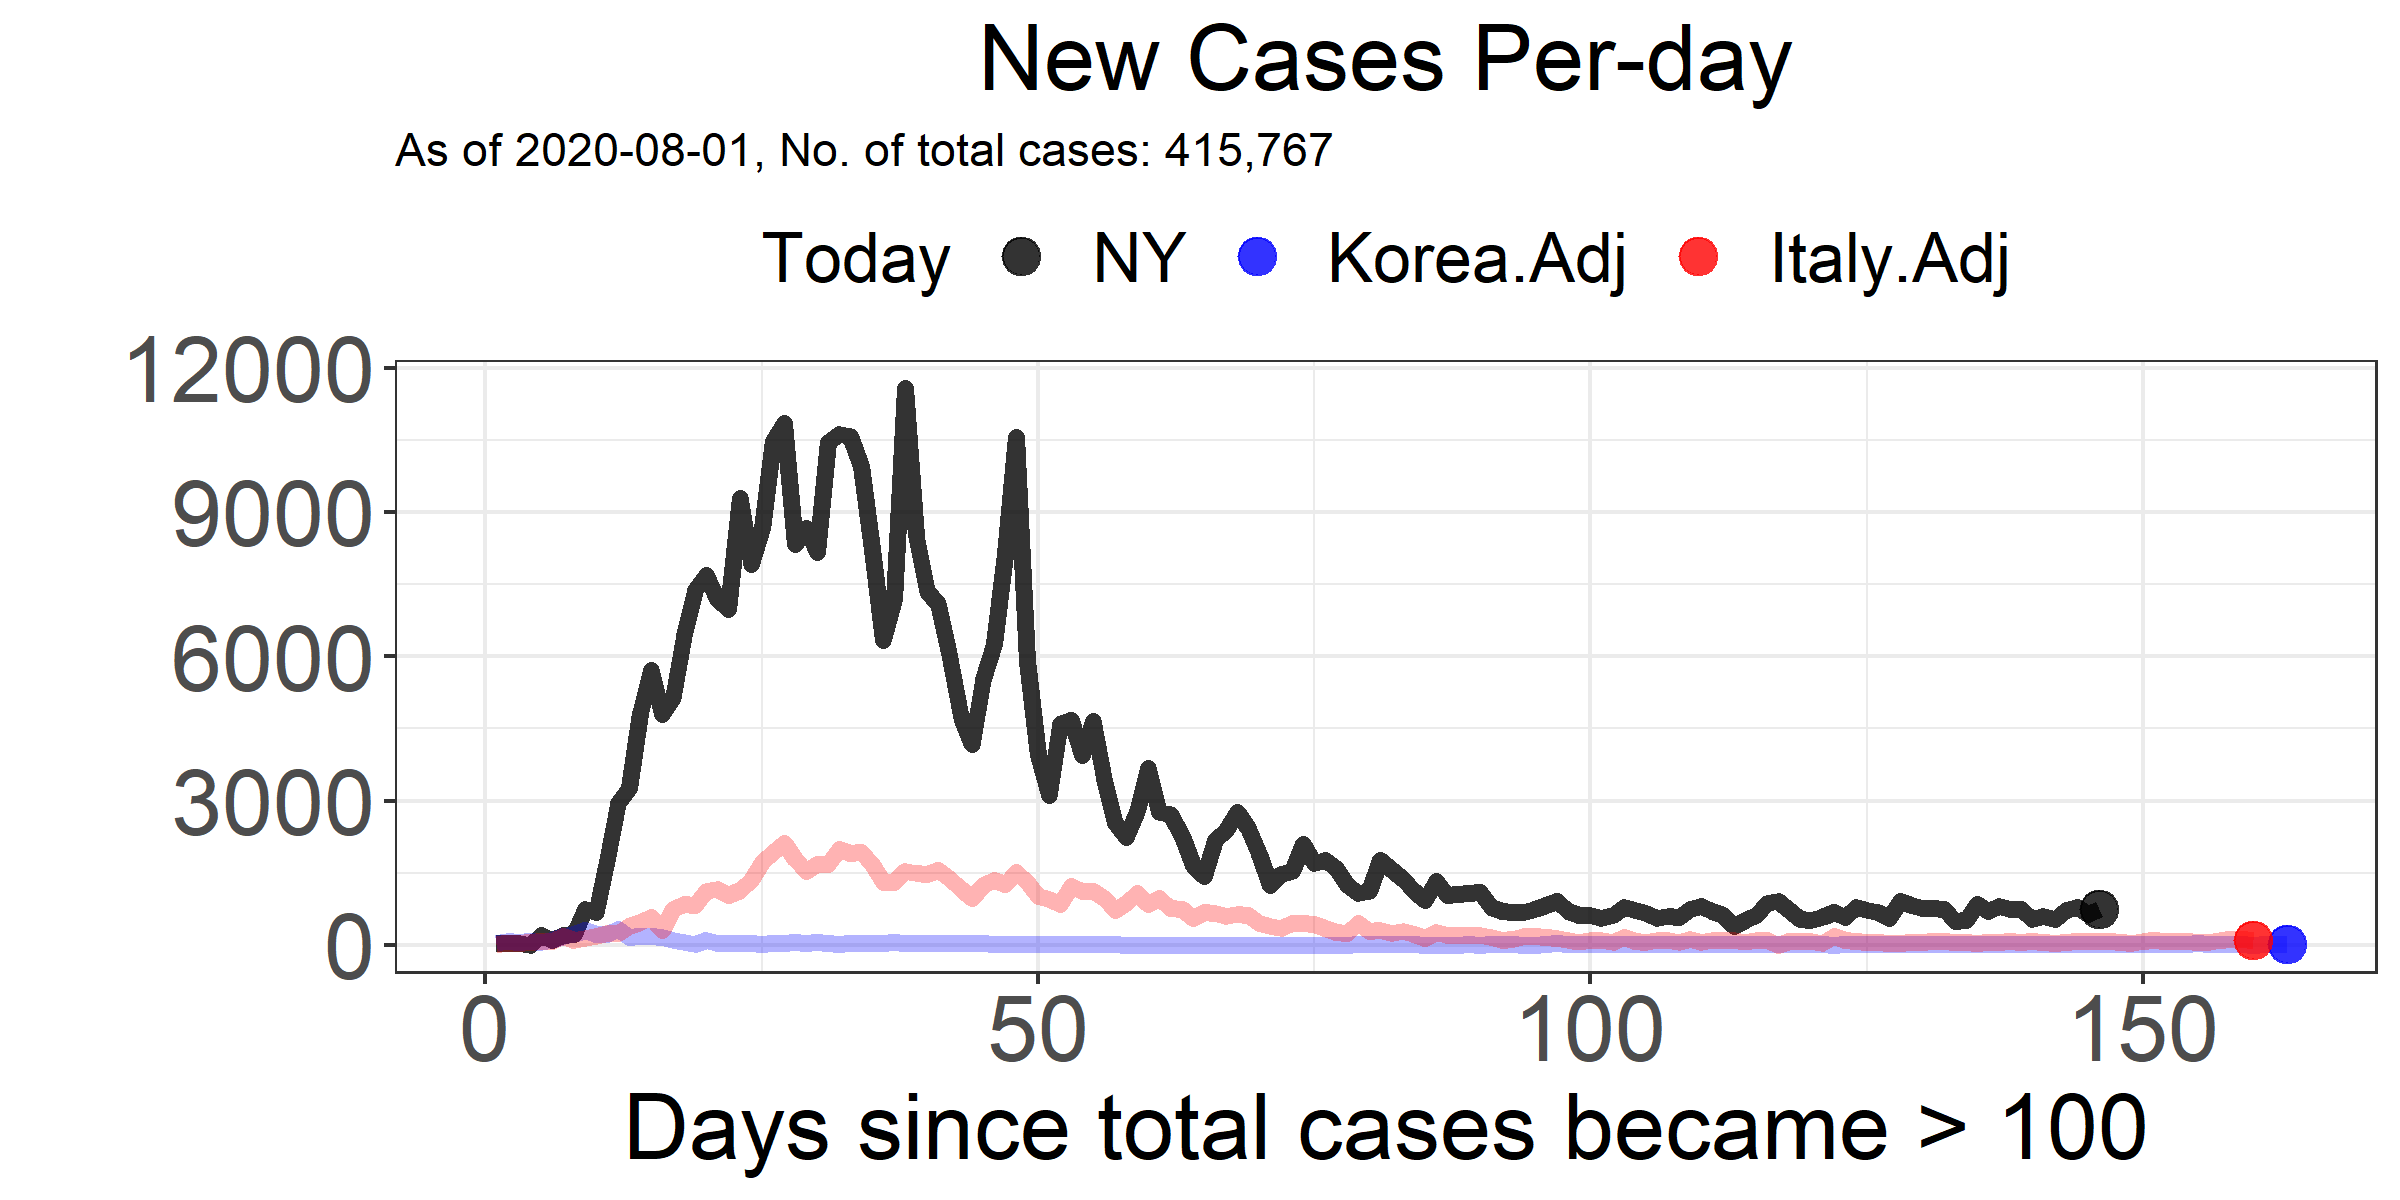 New Cases Per-day
As of 2020-08-01, No. of total cases: 415,767
Today NY Korea.Adj Italy.Adj
12000
9000
6000
3000
0
0 50 100 150
Days since total cases became > 100